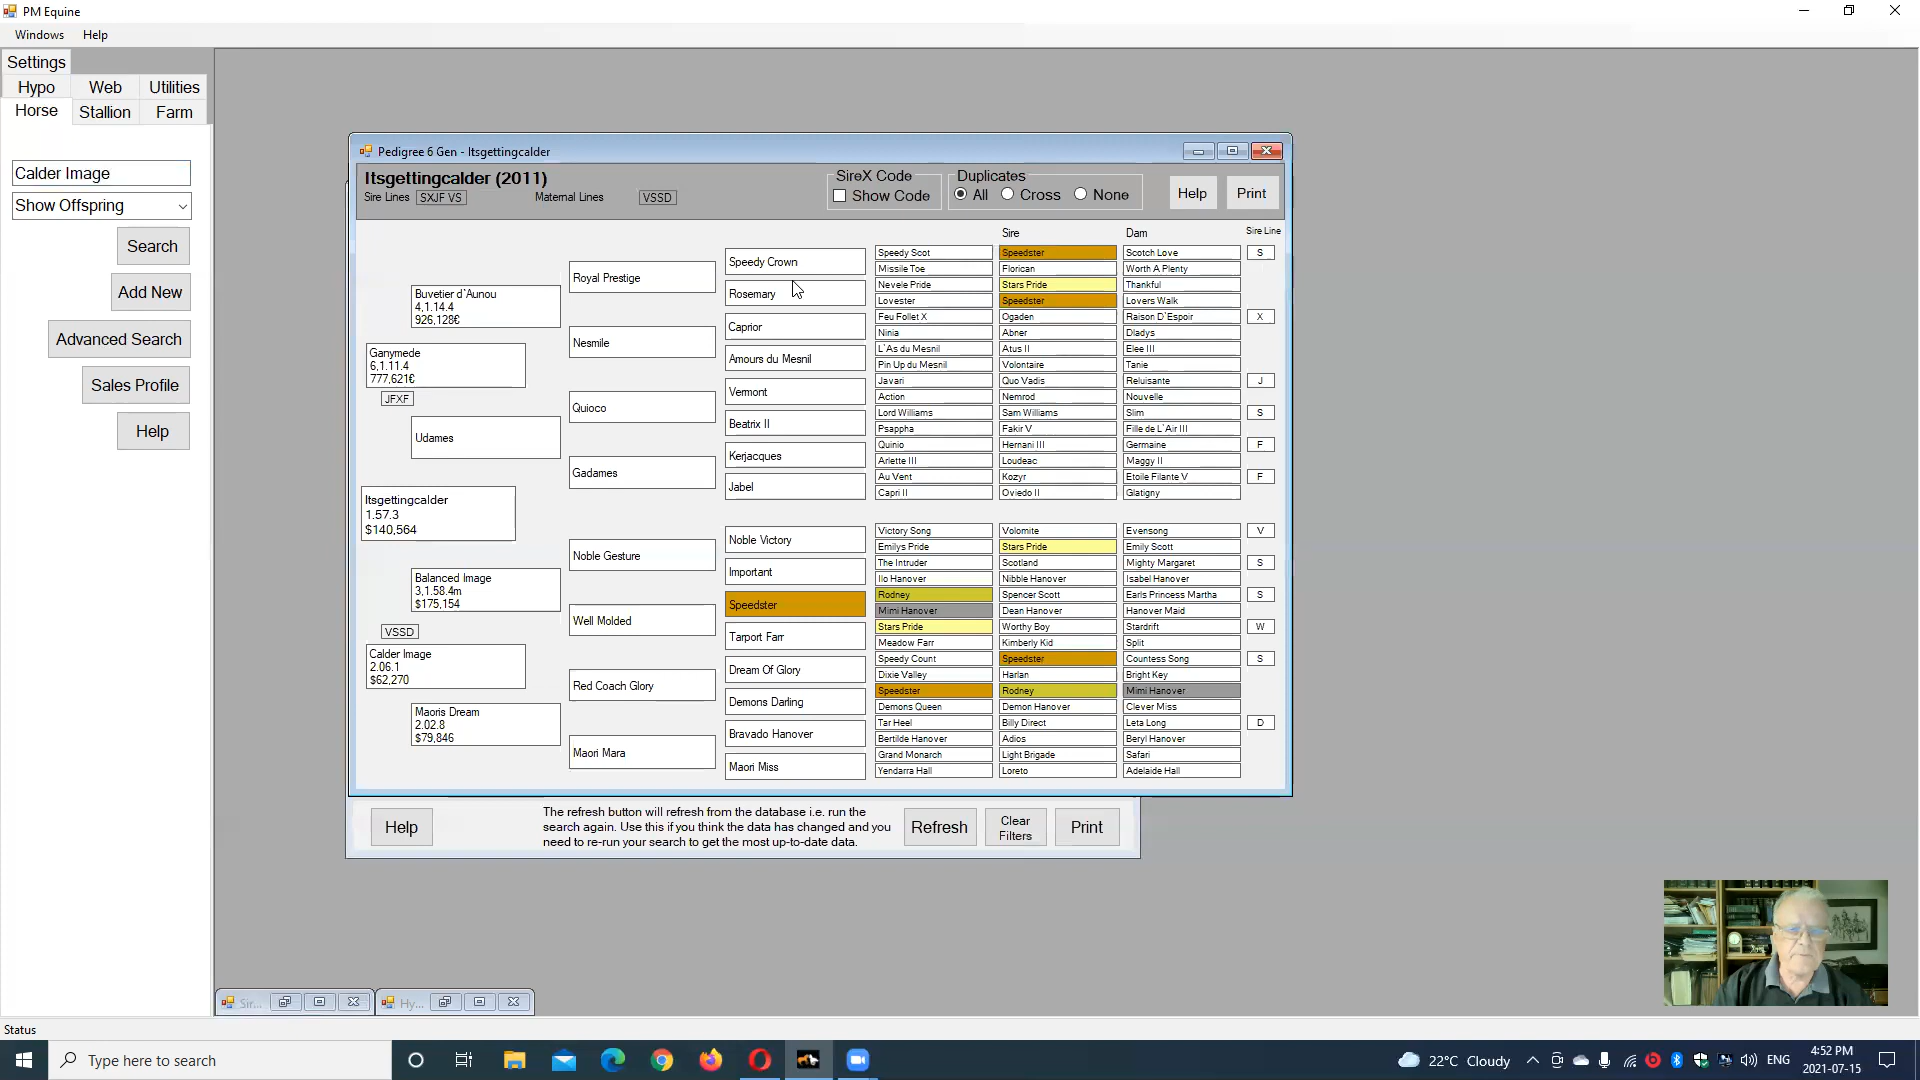 PM Equine
Windows Help
Settings
Hypo Web Utilities
Horse Stallion Farm
Calder Image
Show Offspring
Search
Add New
Advanced Search
Sales Profile
Help
Pedigree 6 Gen - Itsgettingcalder
Itsgettingcalder (2011)
Sire Lines SXJF VS Maternal Lines VSSD
SireX Code
Show Code
Duplicates
All Cross None
Help Print
Sire Dam Sire Line
Itsgettingcalder
1.57.3
$140,564
Ganymede
6,1.11.4
777,621€
JFXF
VSSD
Calder Image
2.06.1
$62,270
Buvetier d`Aunou
4,1.14.4
926,128€
Udames
Balanced Image
3,1.58.4m
$175,154
Maoris Dream
2.02.8
$79,846
Royal Prestige
Nesmile
Quioco
Gadames
Noble Gesture
Well Molded
Red Coach Glory
Maori Mara
Speedy Crown
Rosemary
Caprior
Amours du Mesnil
Vermont
Beatrix II
Kerjacques
Jabel
Noble Victory
Important
Speedster
Tarport Farr
Dream Of Glory
Demons Darling
Bravado Hanover
Maori Miss
Speedy Scot Speedster Scotch Love S
Missile Toe Florican Worth A Plenty
Nevele Pride Stars Pride Thankful
Lovester Speedster Lovers Walk
Feu Follet X Ogaden Raison D`Espoir X
Ninia Abner Dladys
L`As du Mesnil Atus II Elee III
Pin Up du Mesnil Volontaire Tanie
Javari Quo Vadis Reluisante J
Action Nemrod Nouvelle
Lord Williams Sam Williams Slim S
Psappha Fakir V Fille de L`Air III
Quinio Hernani III Germaine F
Arlette III Loudeac Maggy II
Au Vent Kozyr Etoile Filante V F
Capri II Oviedo II Glatigny
Victory Song Volomite Evensong V
Emilys Pride Stars Pride Emily Scott
The Intruder Scotland Mighty Margaret S
Ilo Hanover Nibble Hanover Isabel Hanover
Rodney Spencer Scott Earls Princess Martha S
Mimi Hanover Dean Hanover Hanover Maid
Stars Pride Worthy Boy Stardrift W
Meadow Farr Kimberly Kid Split
Speedy Count Speedster Countess Song S
Dixie Valley Harlan Bright Key
Speedster Rodney Mimi Hanover
Demons Queen Demon Hanover Clever Miss
Tar Heel Billy Direct Leta Long D
Bertilde Hanover Adios Beryl Hanover
Grand Monarch Light Brigade Safari
Yendarra Hall Loreto Adelaide Hall
Help
The refresh button will refresh from the database i.e. run the
search again. Use this if you think the data has changed and you
need to re-run your search to get the most up-to-date data.
Refresh
Clear
Filters
Print
Sir... Hy...
Status
Type here to search
22°C Cloudy
ENG
4:52 PM
2021-07-15